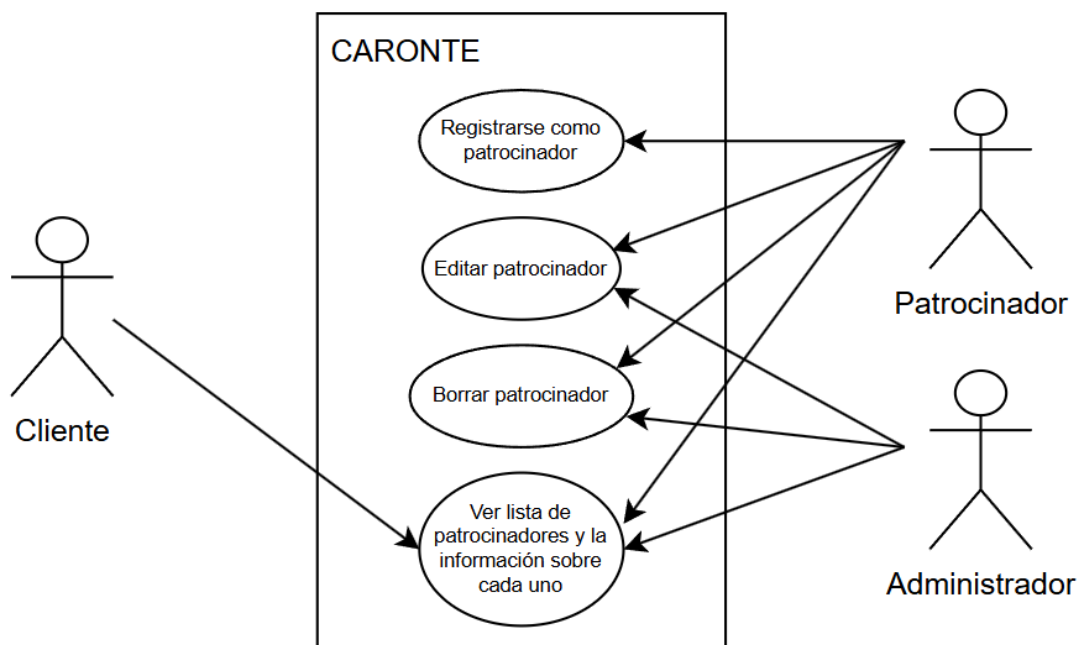 CARONTE
Registrarse como
patrocinador
Editar patrocinador
Patrocinador
Borrar patrocinador
Cliente
Ver lista de
patrocinadores y la
información sobre
cada uno
Administrador